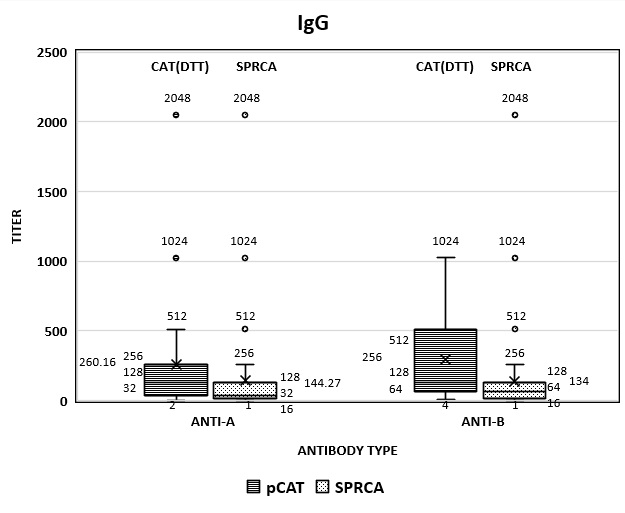 IgG
2500
CAT(DTT) SPRCA CAT(DTT) SPRCA
2048 2048 2048
2000
1500
1024 1024 1024 1024
1000
512 512 512
500
512
256 256
260.16 256 256
128 128 144.27 128 128 134
32 32 64 64
0 16 16
2 1 4 1
ANTI-A ANTI-B
TITER
ANTIBODY TYPE
pCAT SPRCA